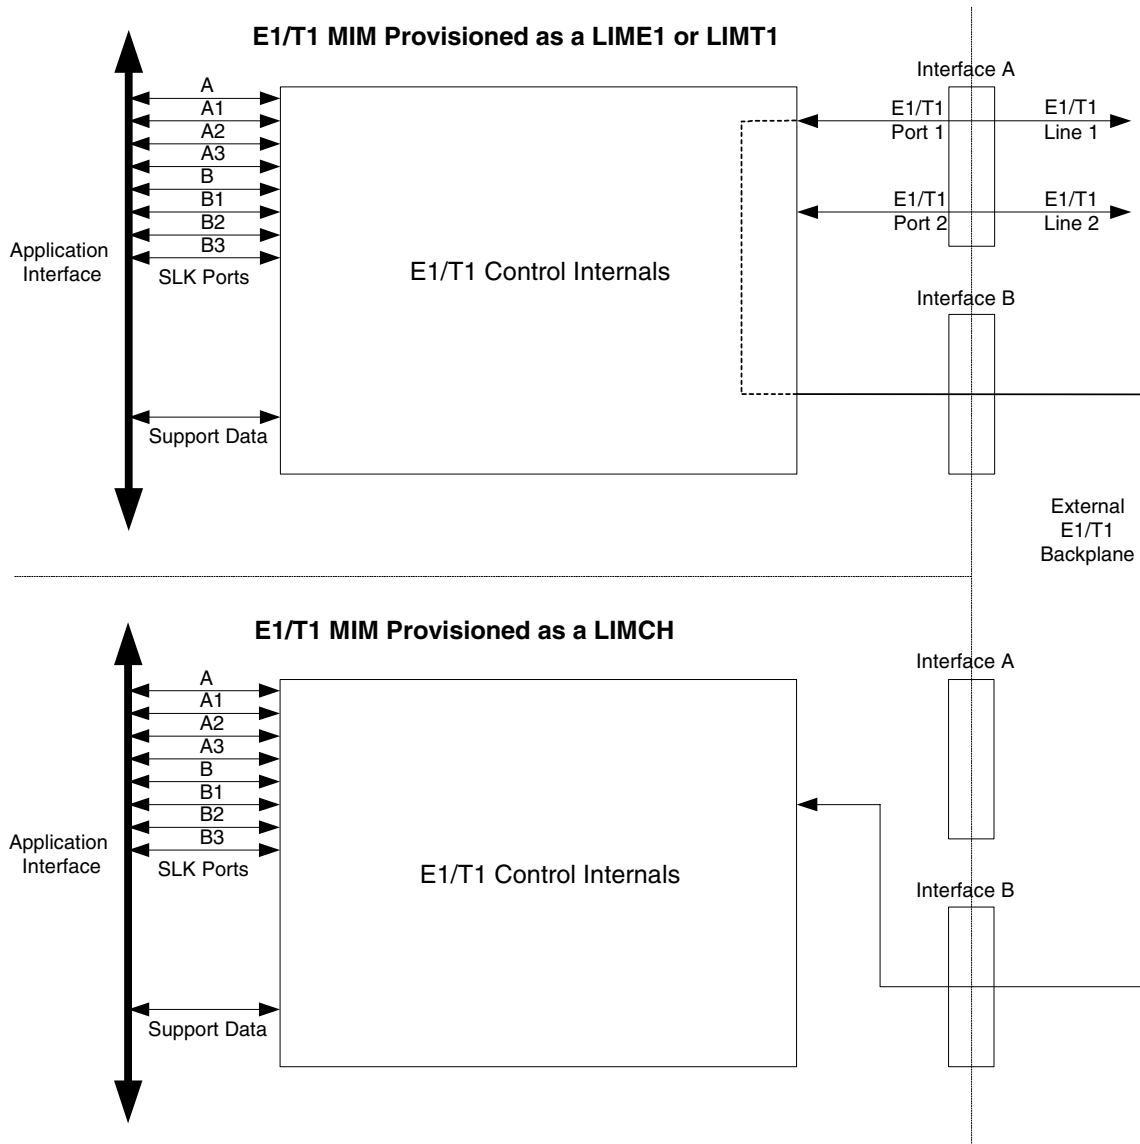 E1/T1 MIM Provisioned as a LIME1 or LIMT1
Interface A
A
A1
A2
A3
B
B1
B2
B3
SLK Ports
Application
Interface
Support Data
E1/T1 Control Internals
E1/T1
Port 1
E1/T1
Line 1
E1/T1
Port 2
E1/T1
Line 2
Interface B
External
E1/T1
Backplane
E1/T1 MIM Provisioned as a LIMCH
Interface A
A
A1
A2
A3
B
B1
B2
B3
SLK Ports
Application
Interface
Support Data
E1/T1 Control Internals
Interface B